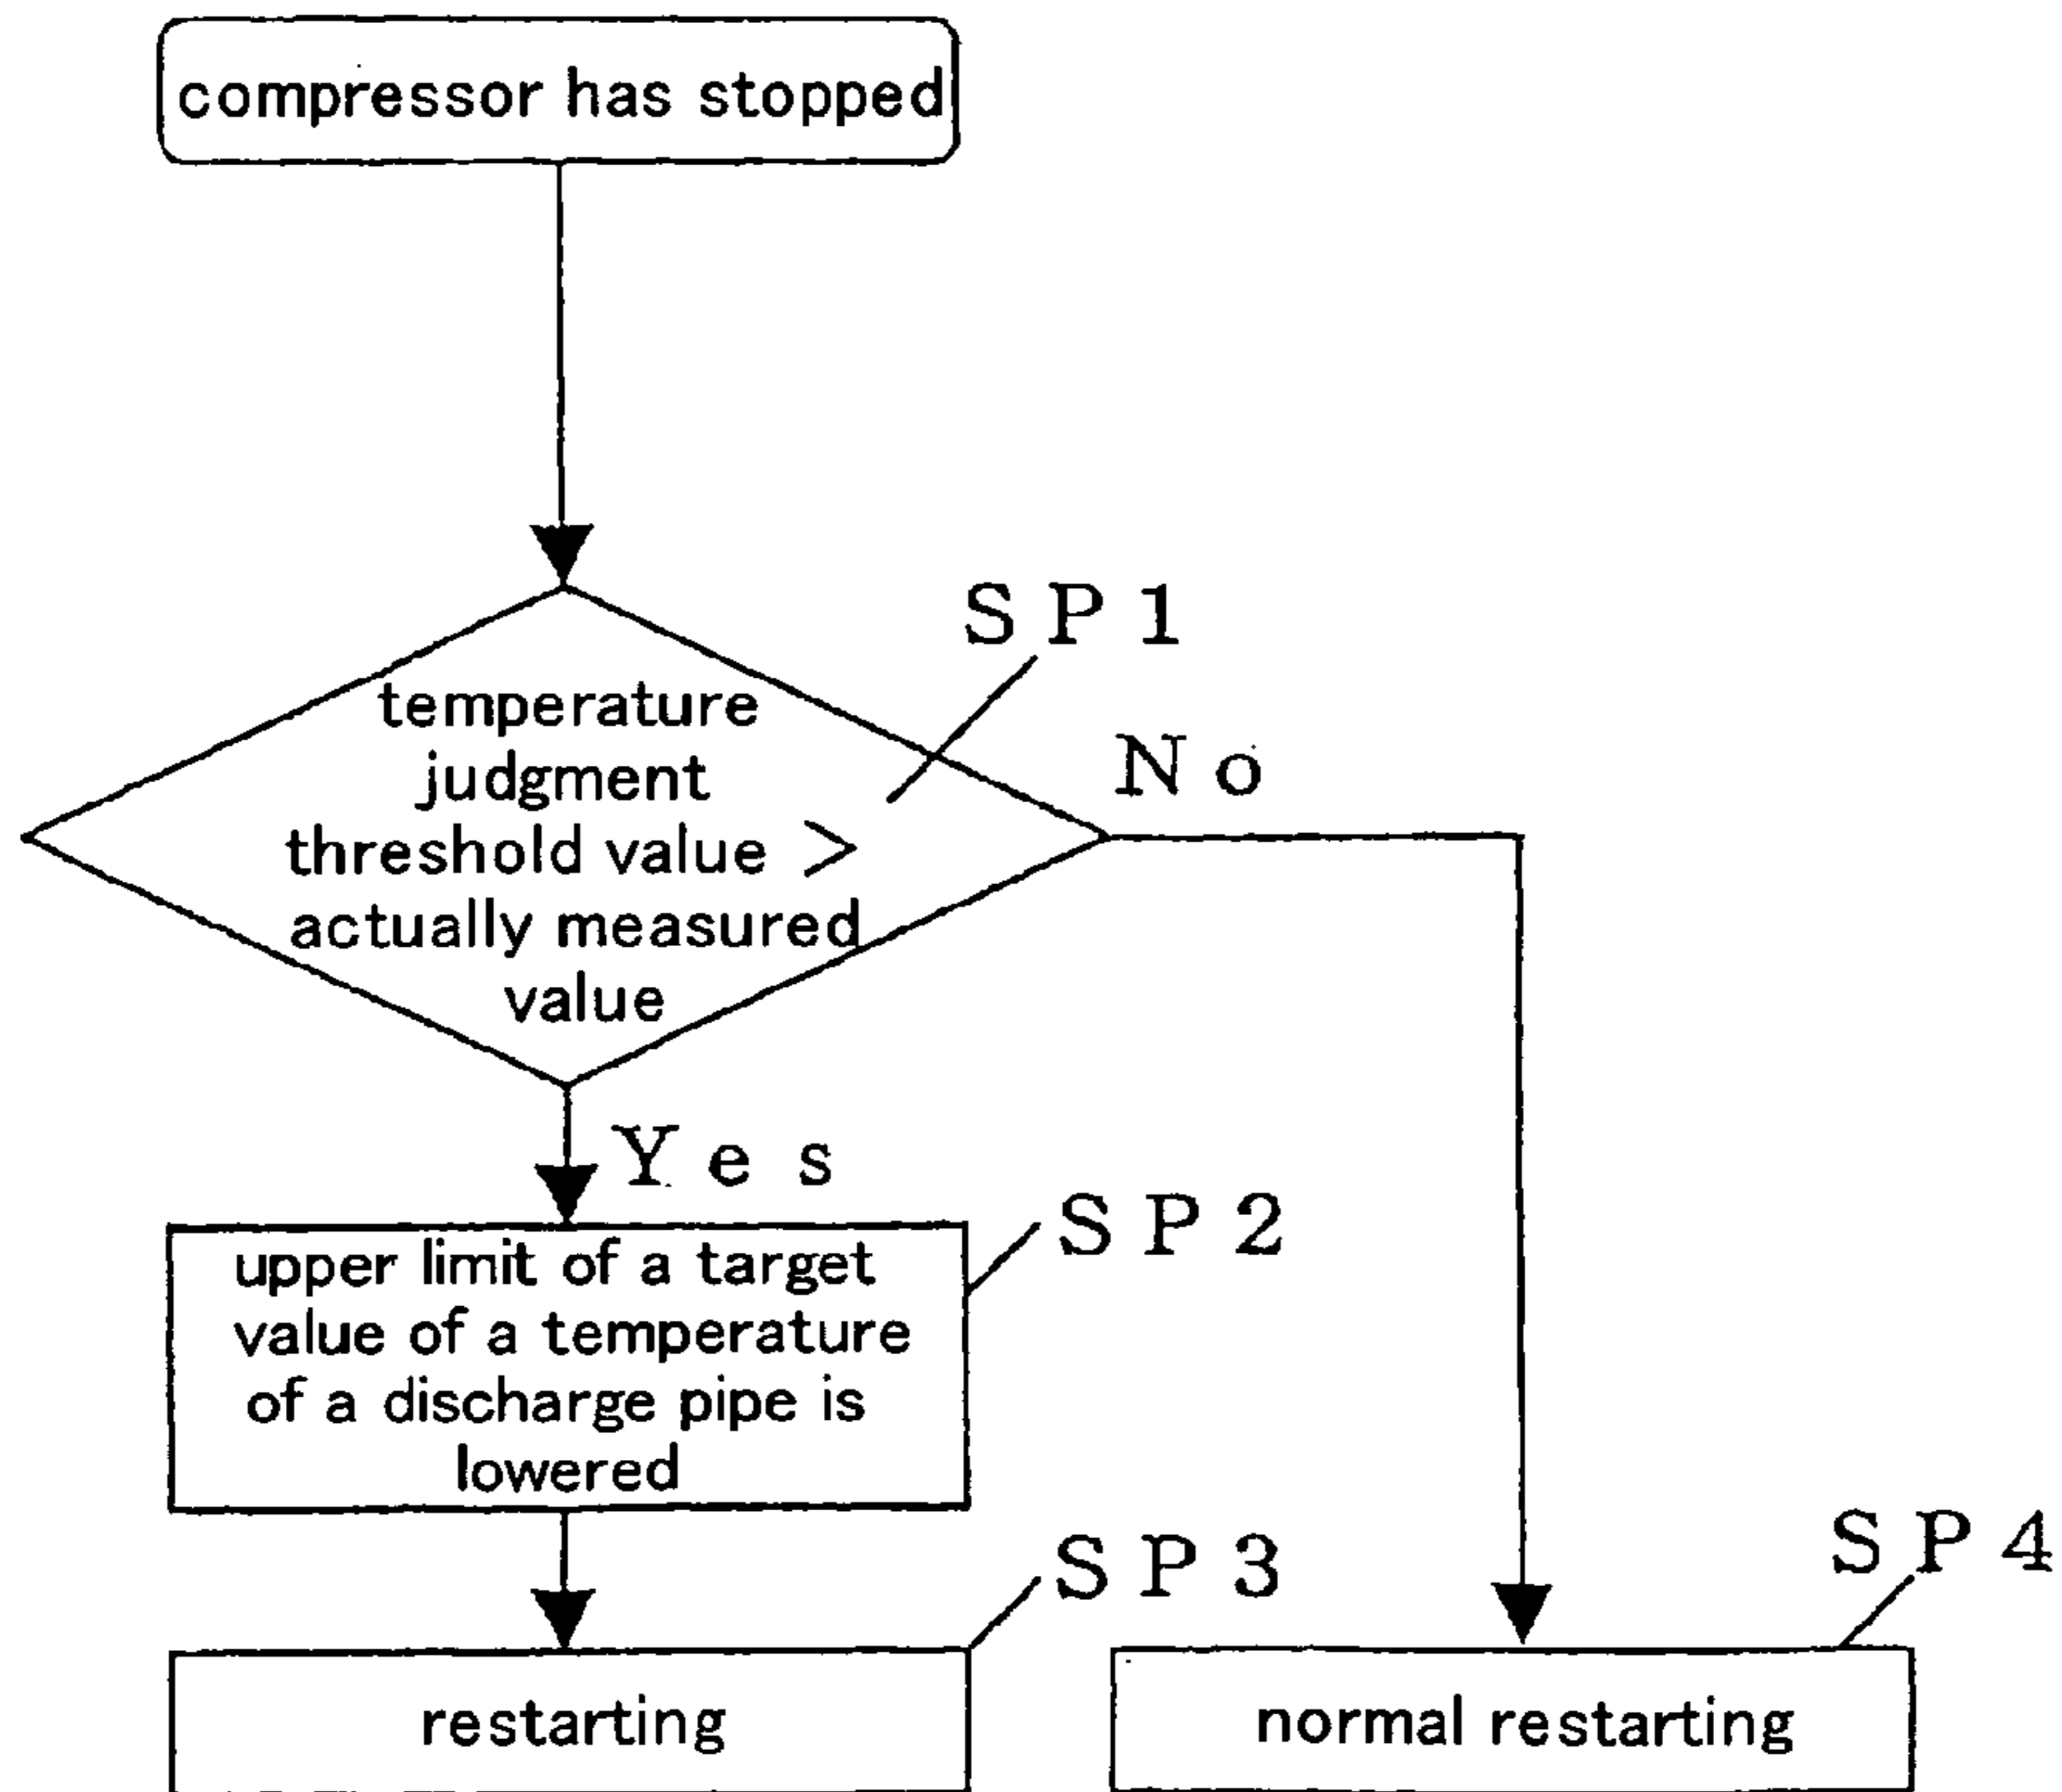 compressor has stopped
SP1
temperature
judgment
threshold value >
actually measured
value
No
Yes
SP2
upper limit of a target
value of a temperature
of a discharge pipe is
lowered
SP3
restarting
SP4
normal restarting